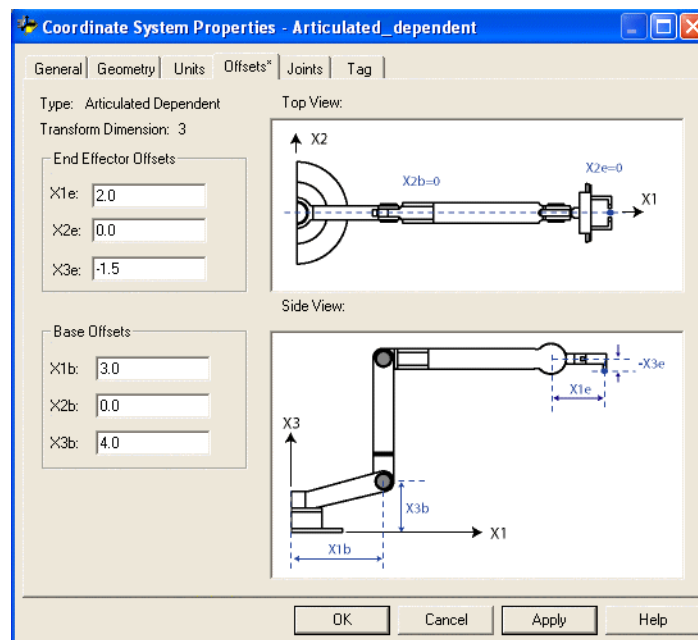 Coordinate System Properties - Articulated_dependent
General Geometry Units Offsets* Joints Tag
Type: Articulated Dependent
Transform Dimension: 3
End Effector Offsets
X1e: 2.0
X2e: 0.0
X3e: -1.5
Base Offsets
X1b: 3.0
X2b: 0.0
X3b: 4.0
Top View:
X2
X2b=0
X2e=0
X1
Side View:
-X3e
X1e
X3
X3b
X1
X1b
OK Cancel Apply Help